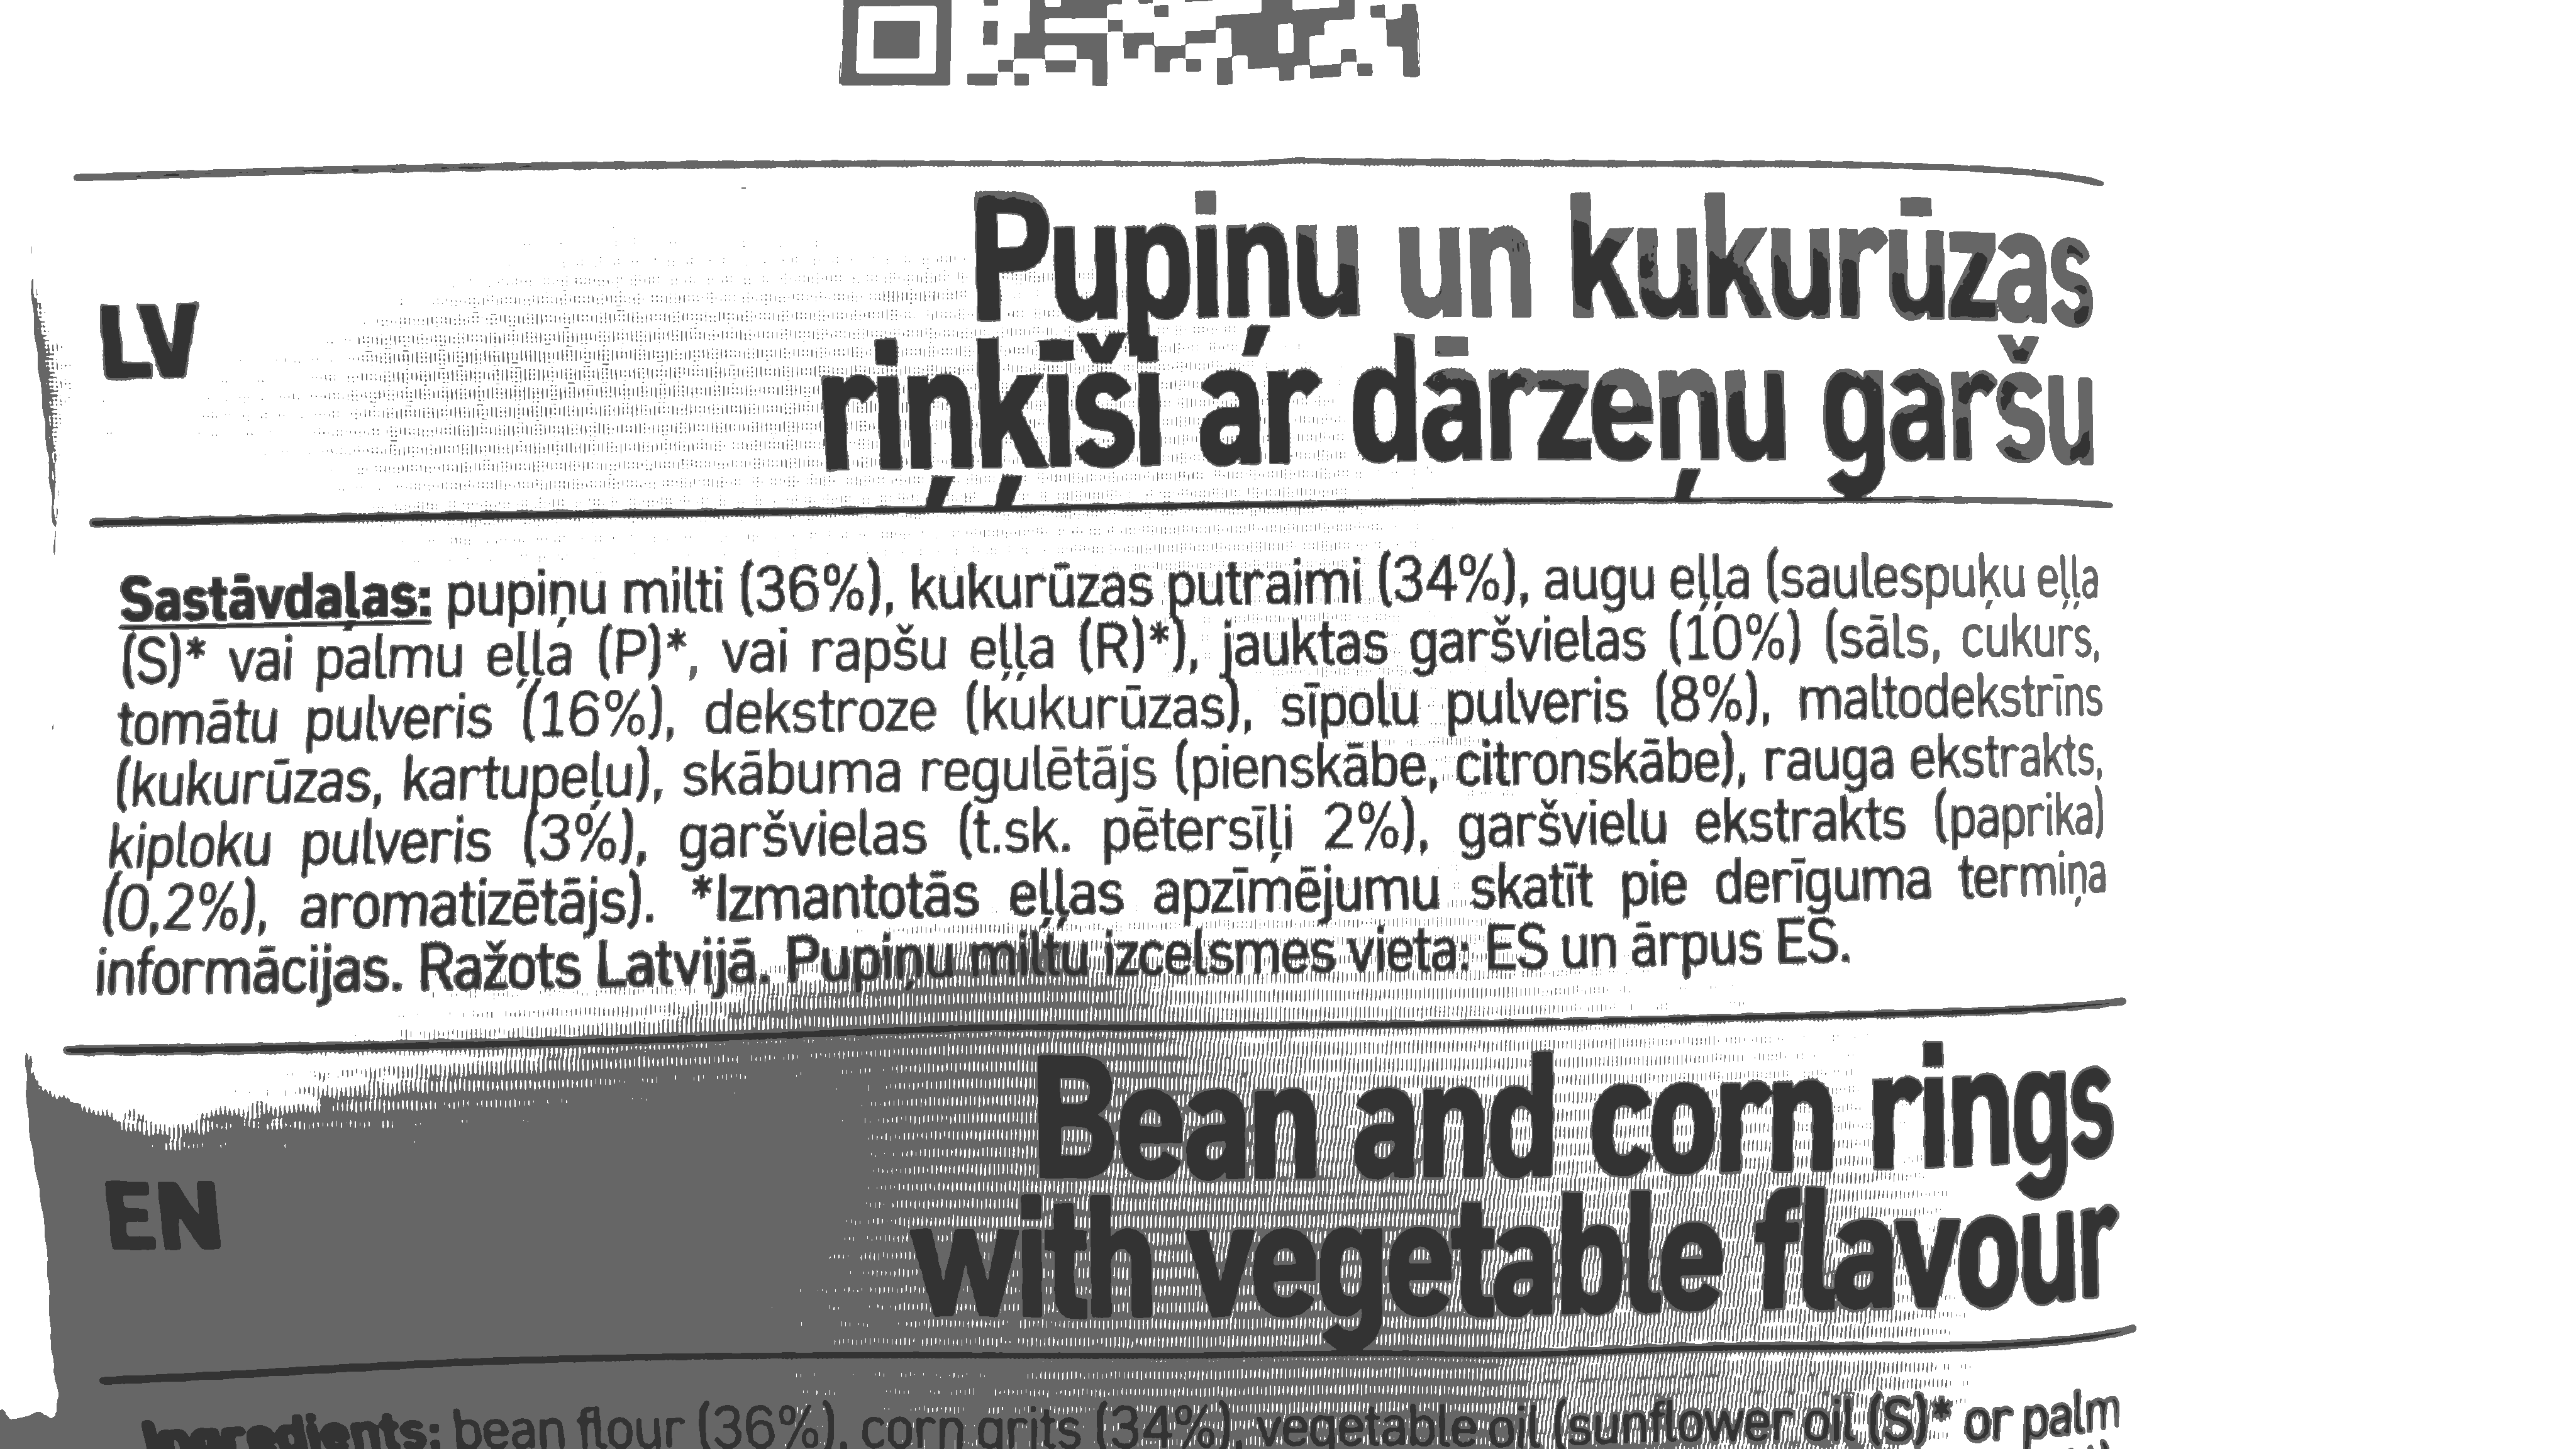 LV
Pupiņu un kukurūzas
riņķīši ar dārzeņu garšu
Sastāvdaļas: pupiņu milti (36%), kukurūzas putraimi (34%), augu eļļa (saulespuķu eļļa
(S)* vai palmu eļļa (P)*, vai rapšu eļļa (R)*), jauktas garšvielas (10%) (sāls, cukurs,
tomātu pulveris (16%), dekstroze (kukurūzas), sīpolu pulveris (8%), maltodekstrīns
(kukurūzas, kartupeļu), skābuma regulētājs (pienskābe, citronskābe), rauga ekstrakts,
ķiploku pulveris (3%), garšvielas (t.sk. pētersīļi 2%), garšvielu ekstrakts (paprika)
(0,2%), aromatizētājs). *Izmantotās eļļas apzīmējumu skatīt pie derīguma termiņa
informācijas. Ražots Latvijā. Pupiņu miltu izcelsmes vieta: ES un ārpus ES.
EN
Bean and corn rings
with vegetable flavour
Ingredients: bean flour (36%), corn grits (34%), vegetable oil (sunflower oil (S)* or palm